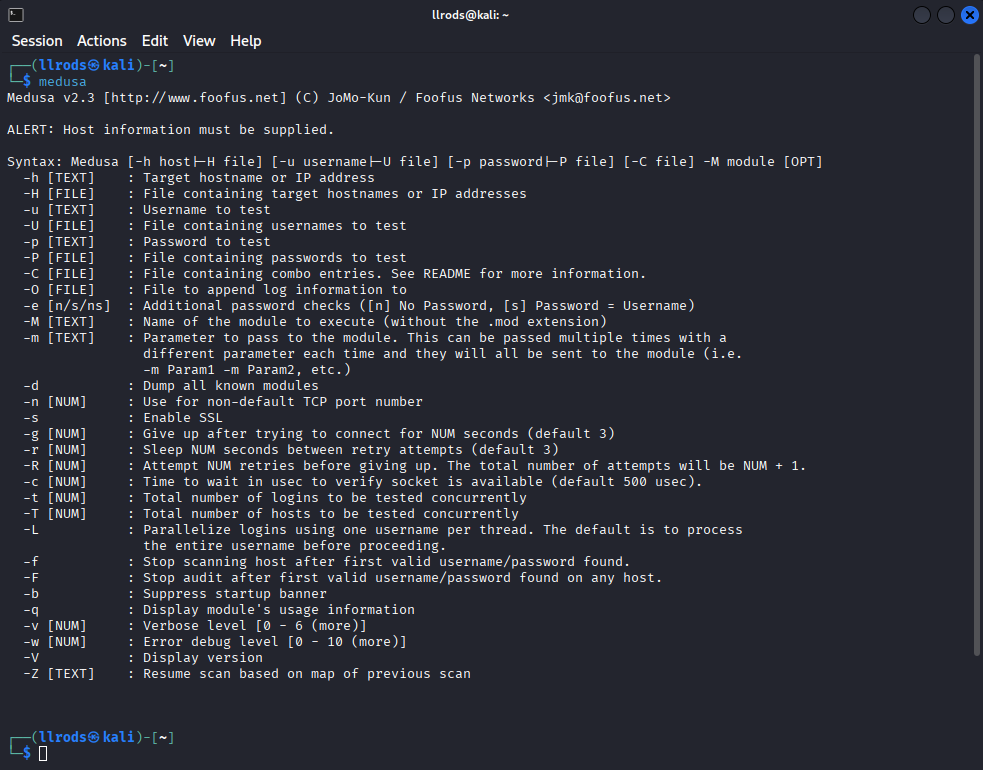 llrods@kali: ~
Session Actions Edit View Help
┌──(llrods㉿kali)-[~]
└─$ medusa
Medusa v2.3 [http://www.foofus.net] (C) JoMo-Kun / Foofus Networks <jmk@foofus.net>

ALERT: Host information must be supplied.

Syntax: Medusa [-h host|-H file] [-u username|-U file] [-p password|-P file] [-C file] -M module [OPT]
  -h [TEXT]    : Target hostname or IP address
  -H [FILE]    : File containing target hostnames or IP addresses
  -u [TEXT]    : Username to test
  -U [FILE]    : File containing usernames to test
  -p [TEXT]    : Password to test
  -P [FILE]    : File containing passwords to test
  -C [FILE]    : File containing combo entries. See README for more information.
  -O [FILE]    : File to append log information to
  -e [n/s/ns]  : Additional password checks ([n] No Password, [s] Password = Username)
  -M [TEXT]    : Name of the module to execute (without the .mod extension)
  -m [TEXT]    : Parameter to pass to the module. This can be passed multiple times with a
                 different parameter each time and they will all be sent to the module (i.e.
                 -m Param1 -m Param2, etc.)
  -d           : Dump all known modules
  -n [NUM]     : Use for non-default TCP port number
  -s           : Enable SSL
  -g [NUM]     : Give up after trying to connect for NUM seconds (default 3)
  -r [NUM]     : Sleep NUM seconds between retry attempts (default 3)
  -R [NUM]     : Attempt NUM retries before giving up. The total number of attempts will be NUM + 1.
  -c [NUM]     : Time to wait in usec to verify socket is available (default 500 usec).
  -t [NUM]     : Total number of logins to be tested concurrently
  -T [NUM]     : Total number of hosts to be tested concurrently
  -L           : Parallelize logins using one username per thread. The default is to process
                 the entire username before proceeding.
  -f           : Stop scanning host after first valid username/password found.
  -F           : Stop audit after first valid username/password found on any host.
  -b           : Suppress startup banner
  -q           : Display module's usage information
  -v [NUM]     : Verbose level [0 - 6 (more)]
  -w [NUM]     : Error debug level [0 - 10 (more)]
  -V           : Display version
  -Z [TEXT]    : Resume scan based on map of previous scan

┌──(llrods㉿kali)-[~]
└─$